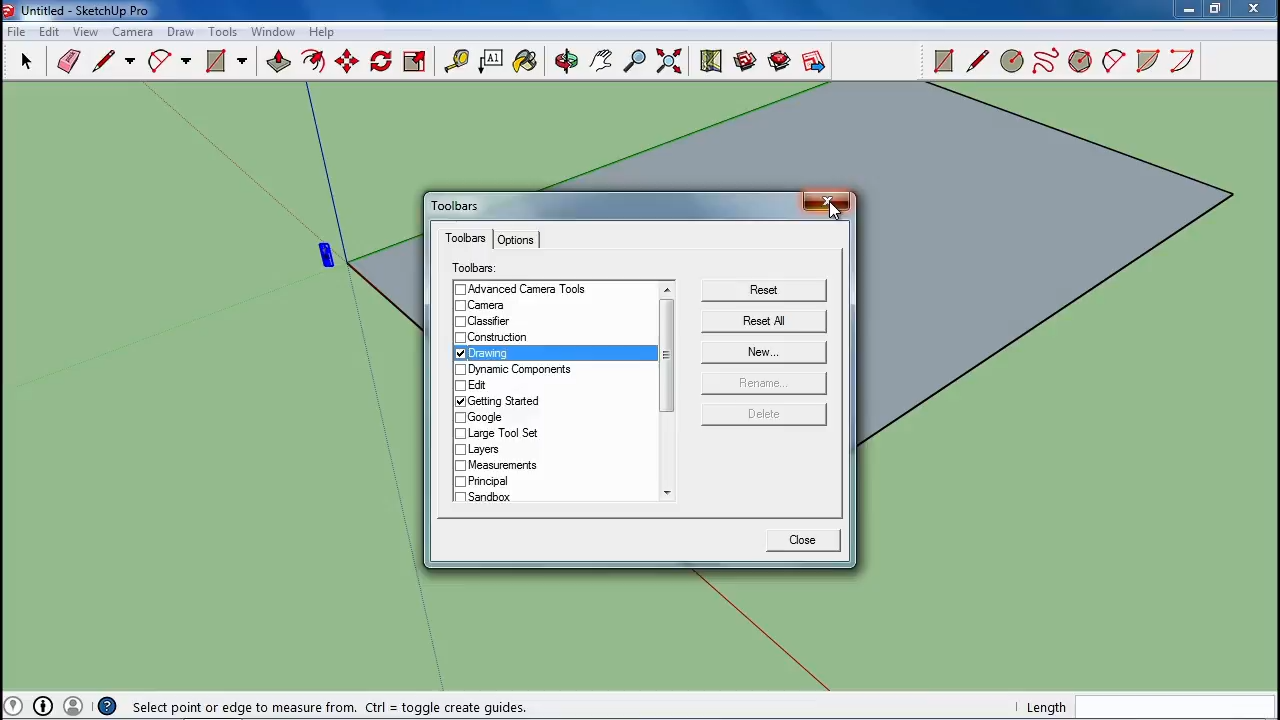 Untitled - SketchUp Pro
File Edit View Camera Draw Tools Window Help
A1
Toolbars
Toolbars Options
Toolbars:
Advanced Camera Tools
Camera
Classifier
Construction
Drawing
Dynamic Components
Edit
Getting Started
Google
Large Tool Set
Layers
Measurements
Principal
Sandbox
Reset
Reset All
New...
Rename...
Delete
Close
Select point or edge to measure from. Ctrl = toggle create guides.
Length